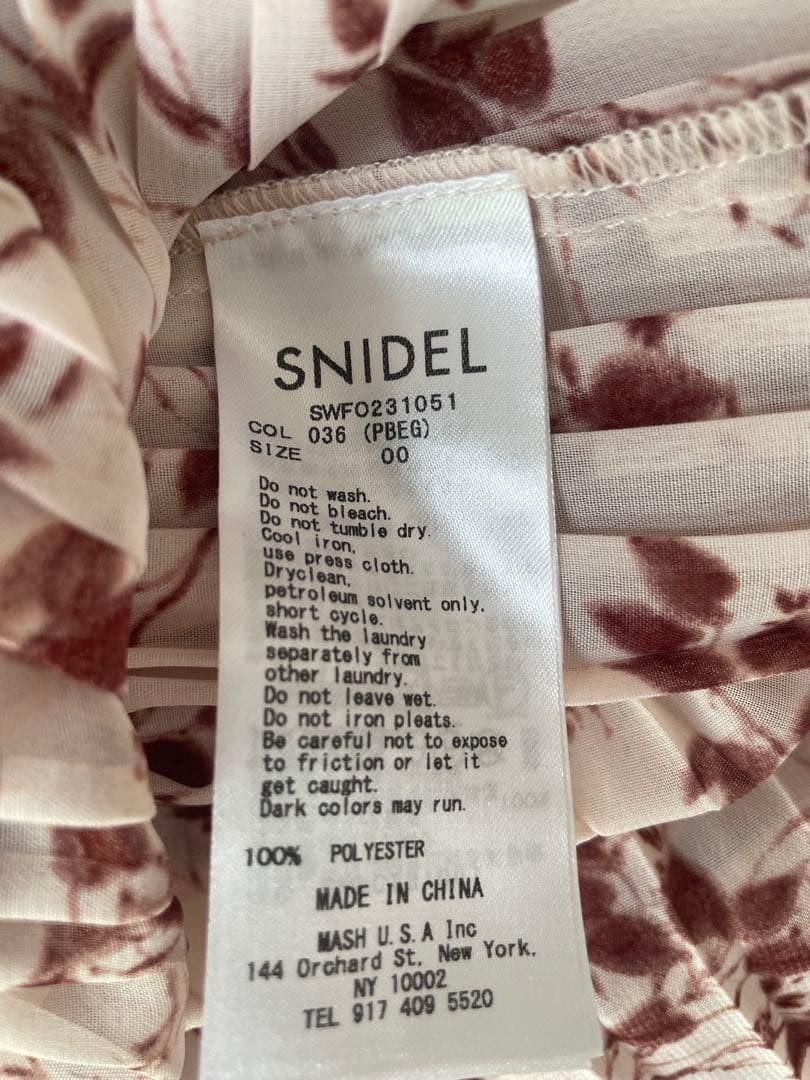 SNIDEL
SWFO231051
COL 036 (PBEG)
SIZE 00
Do not wash.
Do not bleach.
Do not tumble dry.
Cool iron,
use press cloth.
Dryclean,
petroleum solvent only.
short cycle.
Wash the laundry
separately from
other laundry.
Do not leave wet.
Do not iron pleats.
Be careful not to expose
to friction or let it
get caught.
Dark colors may run.
100% POLYESTER
MADE IN CHINA
MASH U.S.A Inc
144 Orchard St. New York.
NY 10002
TEL 917 409 5520